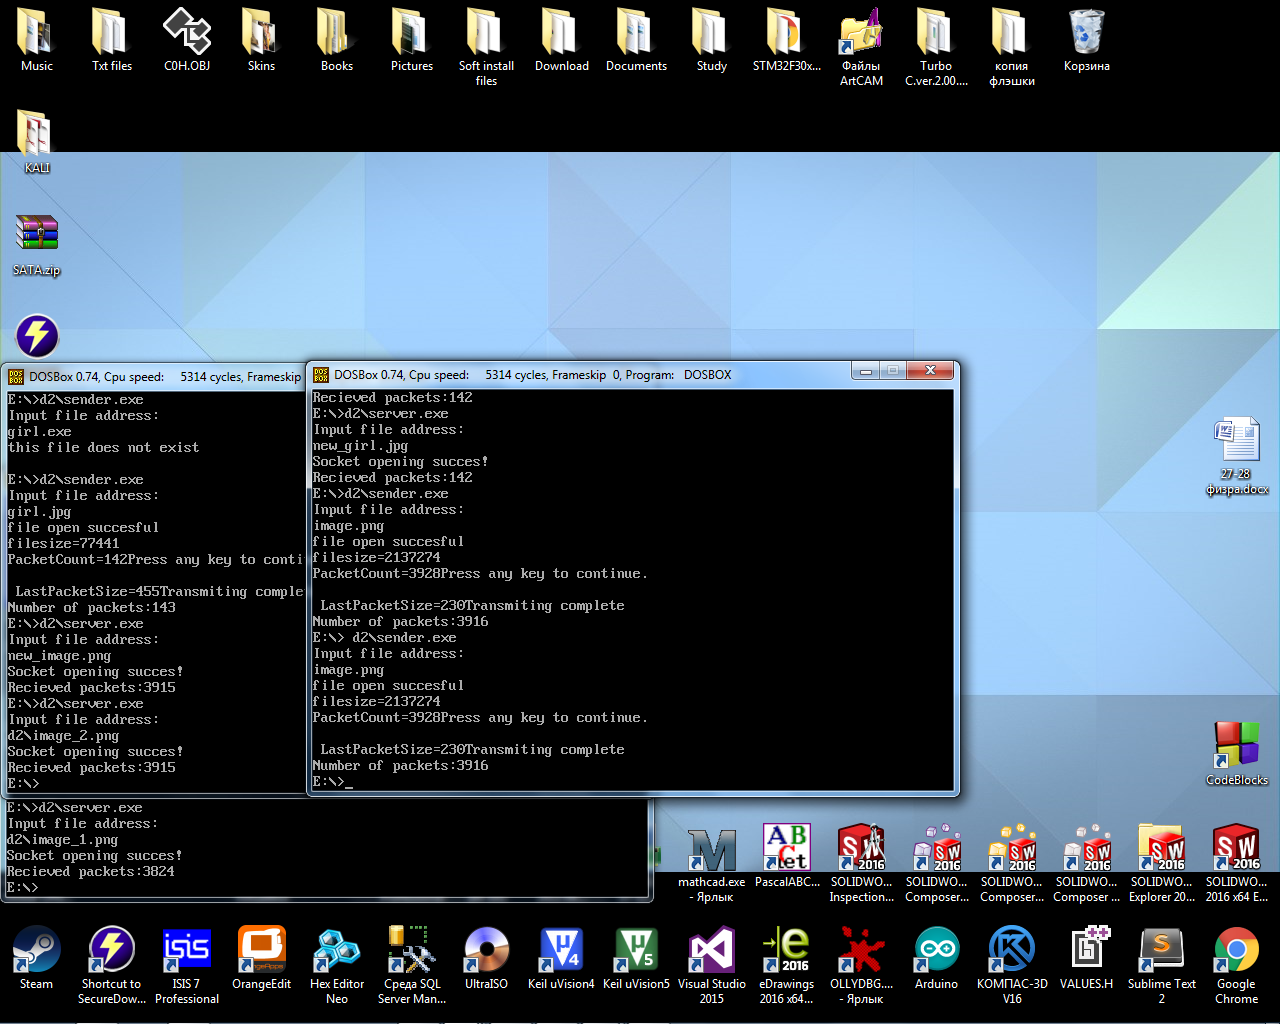 Music
Txt files
C0H.OBJ
Skins
Books
Pictures
Soft install
files
Download
Documents
Study
STM32F30x...
Файлы
ArtCAM
Turbo
C.ver.2.00....
копия
флэшки
Корзина
KALI
SATA.zip
DOSBox 0.74, Cpu speed: 5314 cycles, Frameskip
E:\>d2\sender.exe
Input file address:
girl.exe
this file does not exist
E:\>d2\sender.exe
Input file address:
girl.jpg
file open succesful
filesize=77441
PacketCount=142Press any key to conti
LastPacketSize=455Transmiting comple
Number of packets:143
E:\>d2\server.exe
Input file address:
new_image.png
Socket opening succes!
Recieved packets:3915
E:\>d2\server.exe
Input file address:
d2\image_2.png
Socket opening succes!
Recieved packets:3915
E:\>
DOSBox 0.74, Cpu speed: 5314 cycles, Frameskip 0, Program: DOSBOX
Recieved packets:142
E:\>d2\server.exe
Input file address:
new_girl.jpg
Socket opening succes!
Recieved packets:142
E:\>d2\sender.exe
Input file address:
image.png
file open succesful
filesize=2137274
PacketCount=3928Press any key to continue.
LastPacketSize=230Transmiting complete
Number of packets:3916
E:\> d2\sender.exe
Input file address:
image.png
file open succesful
filesize=2137274
PacketCount=3928Press any key to continue.
LastPacketSize=230Transmiting complete
Number of packets:3916
E:\>_
E:\>d2\server.exe
Input file address:
d2\image_1.png
Socket opening succes!
Recieved packets:3824
E:\>
27-28
физра.docx
CodeBlocks
mathcad.exe
- Ярлык
PascalABC...
SOLIDWO...
Inspection...
SOLIDWO...
Composer...
SOLIDWO...
Composer...
SOLIDWO...
Composer ...
SOLIDWO...
Explorer 20...
SOLIDWO...
2016 x64 E...
Steam
Shortcut to
SecureDow...
ISIS 7
Professional
OrangeEdit
Hex Editor
Neo
Среда SQL
Server Man...
UltraISO
Keil uVision4
Keil uVision5
Visual Studio
2015
eDrawings
2016 x64...
OLLYDBG....
- Ярлык
Arduino
КОМПАС-3D
V16
VALUES.H
Sublime Text
2
Google
Chrome